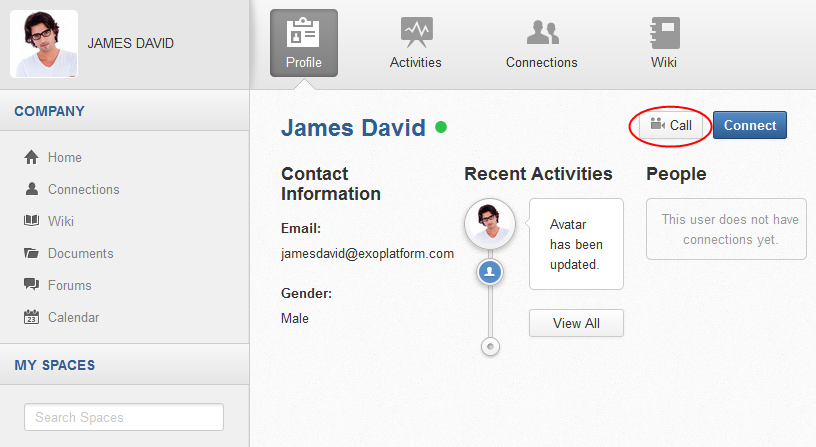 JAMES DAVID
Profile
Activities
Connections
Wiki
COMPANY
Home
Connections
Wiki
Documents
Forums
23
Calendar
MY SPACES
Search Spaces
James David
Call
Connect
Contact
Information
Email:
jamesdavid@exoplatform.com
Gender:
Male
Recent Activities
Avatar
has been
updated.
View All
People
This user does not have
connections yet.